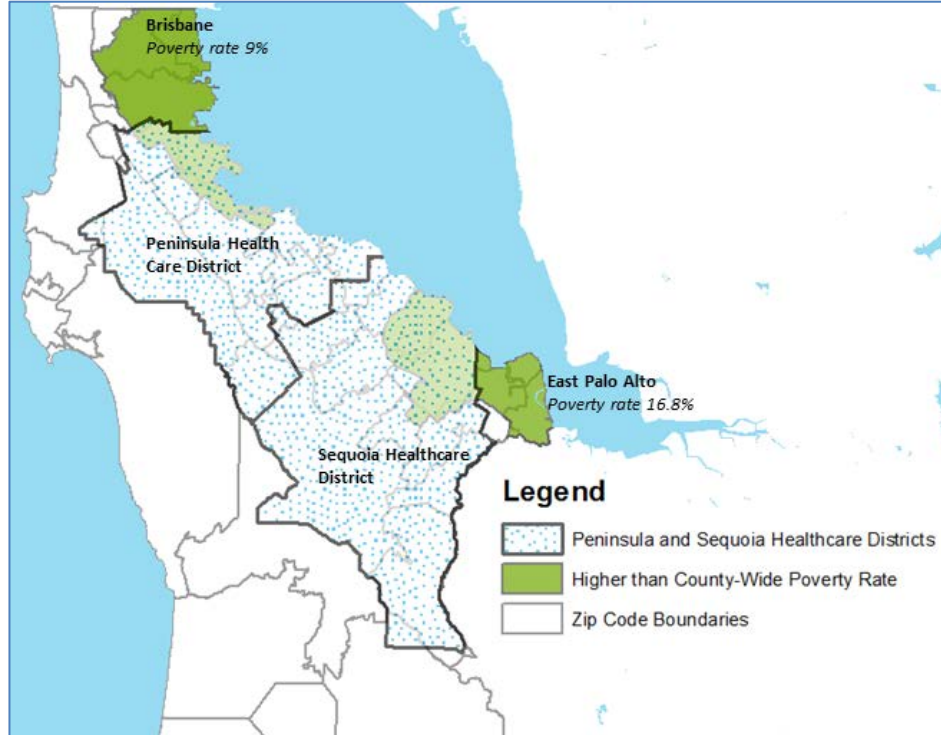 Brisbane
Poverty rate 9%
Peninsula Health
Care District
East Palo Alto
Poverty rate 16.8%
Sequoia Healthcare
District
Legend
Peninsula and Sequoia Healthcare Districts
Higher than County-Wide Poverty Rate
Zip Code Boundaries